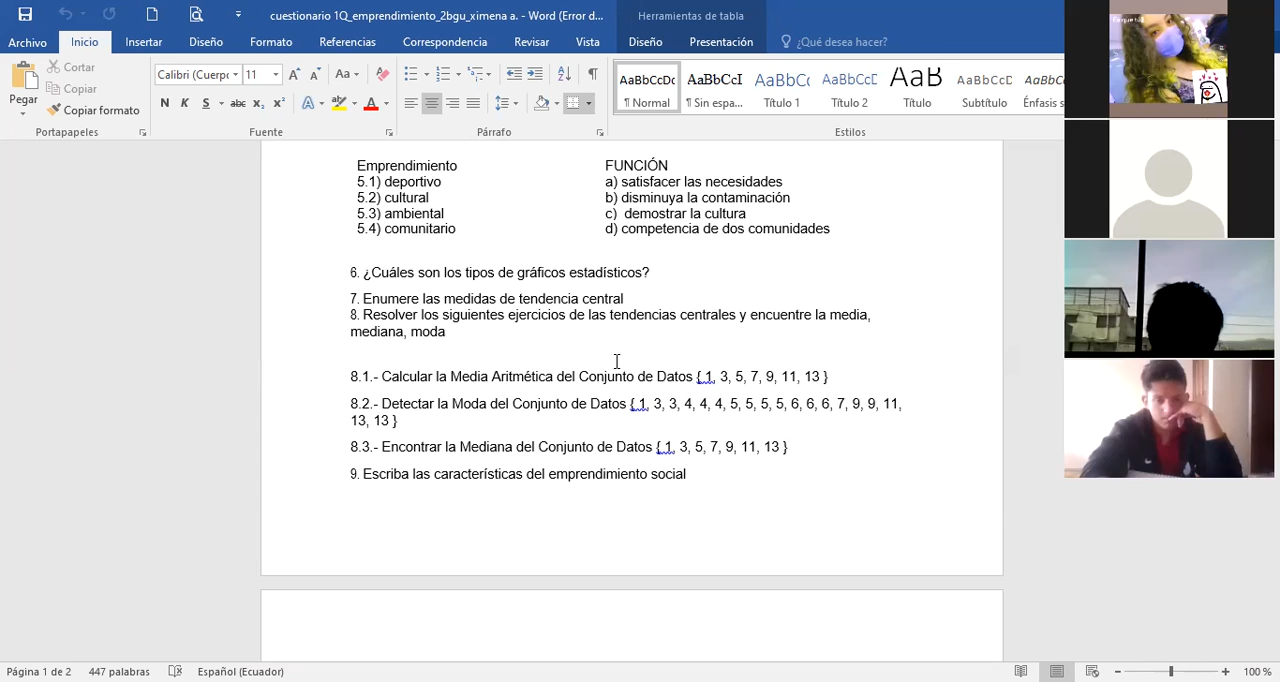 cuestionario 1Q_emprendimiento_2bgu_ximena a. - Word (Error d...
Herramientas de tabla
Archivo
Inicio
Insertar
Diseño
Formato
Referencias
Correspondencia
Revisar
Vista
Diseño
Presentación
¿Qué desea hacer?
Pegar
Cortar
Copiar
Copiar formato
Portapapeles
Calibri (Cuerpo
11
Aa
N K S abc x₂ x²
A
Fuente
Párrafo
AaBbCcDc
¶ Normal
AaBbCcI
¶ Sin espa...
AaBbCc
Título 1
AaBbCcD
Título 2
AaB
Título
AaBbCcD
Subtítulo
AaBbCc
Énfasis s
Estilos
Emprendimiento FUNCIÓN
5.1) deportivo a) satisfacer las necesidades
5.2) cultural b) disminuya la contaminación
5.3) ambiental c) demostrar la cultura
5.4) comunitario d) competencia de dos comunidades
6. ¿Cuáles son los tipos de gráficos estadísticos?
7. Enumere las medidas de tendencia central
8. Resolver los siguientes ejercicios de las tendencias centrales y encuentre la media,
mediana, moda
8.1.- Calcular la Media Aritmética del Conjunto de Datos { 1, 3, 5, 7, 9, 11, 13 }
8.2.- Detectar la Moda del Conjunto de Datos { 1, 3, 3, 4, 4, 4, 5, 5, 5, 5, 6, 6, 6, 7, 9, 9, 11,
13, 13 }
8.3.- Encontrar la Mediana del Conjunto de Datos { 1, 3, 5, 7, 9, 11, 13 }
9. Escriba las características del emprendimiento social
Página 1 de 2
447 palabras
Español (Ecuador)
100 %